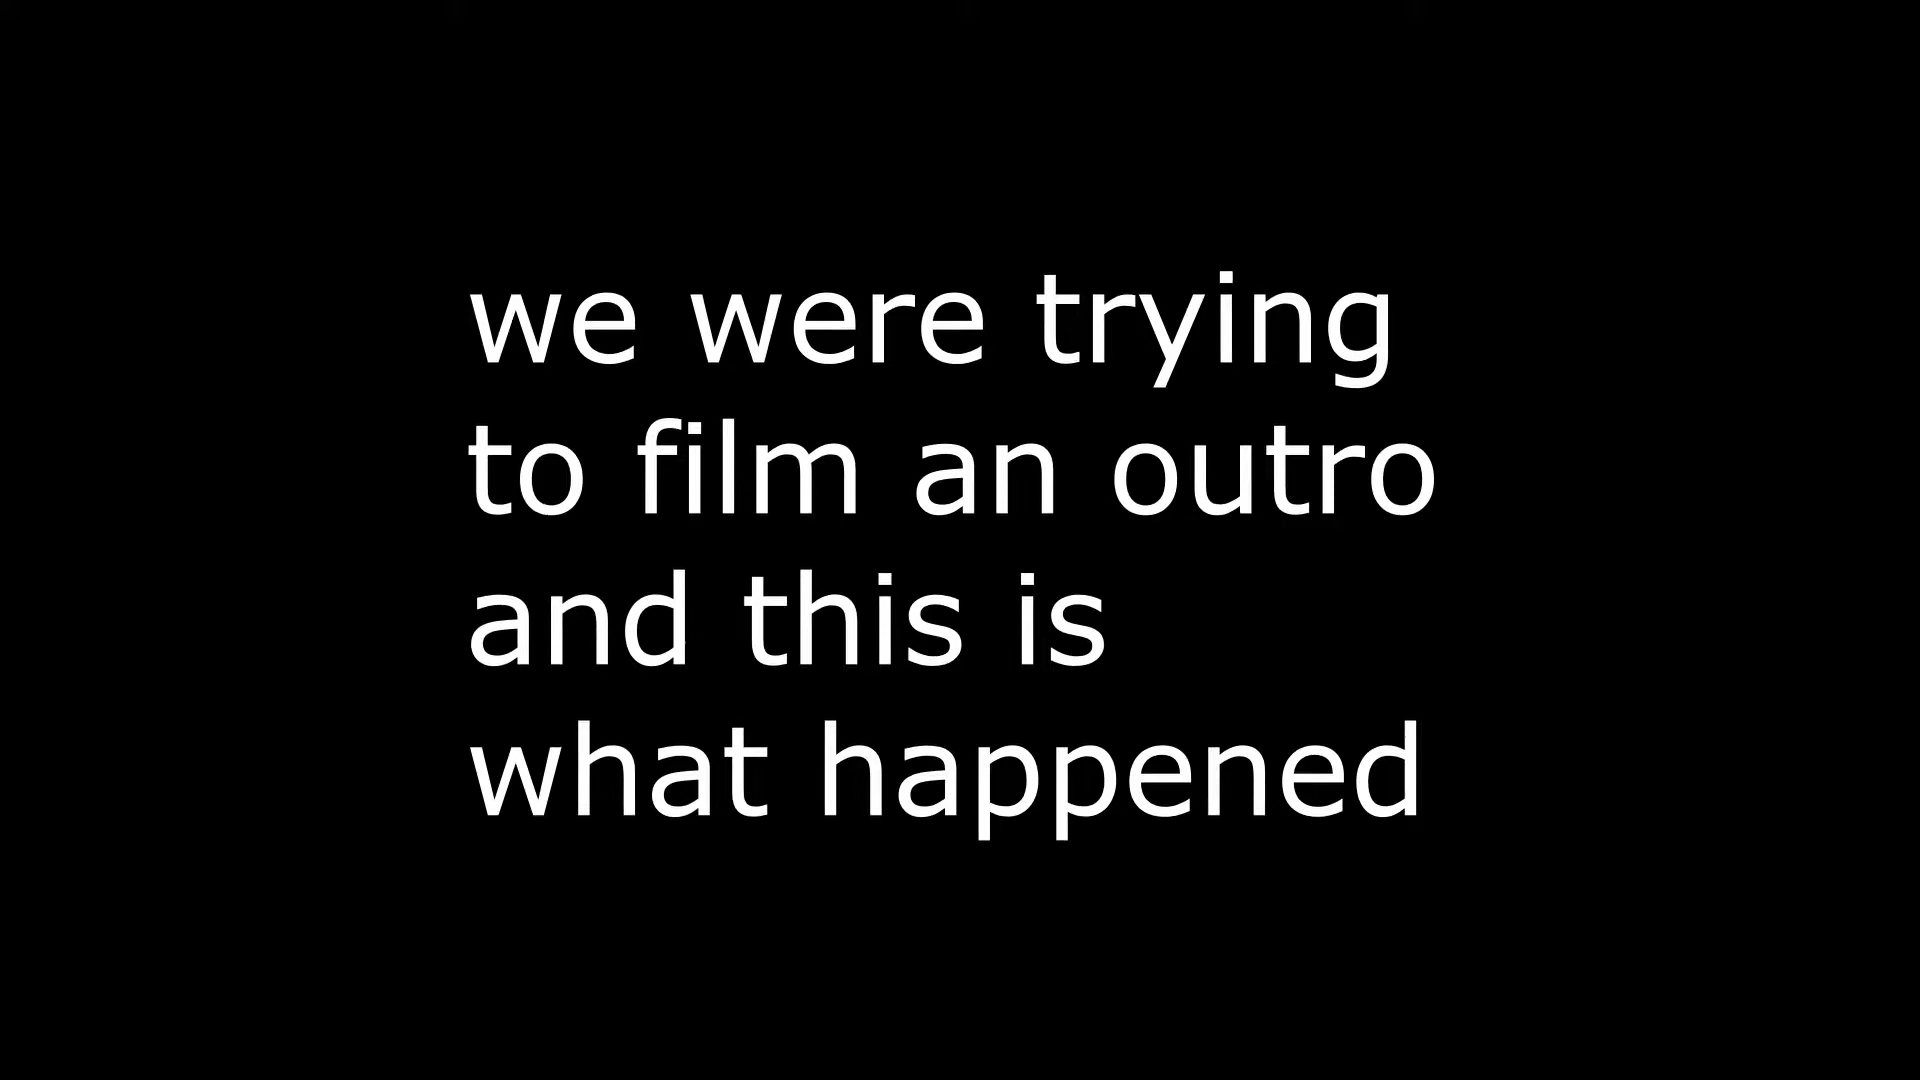 we were trying
to film an outro
and this is
what happened